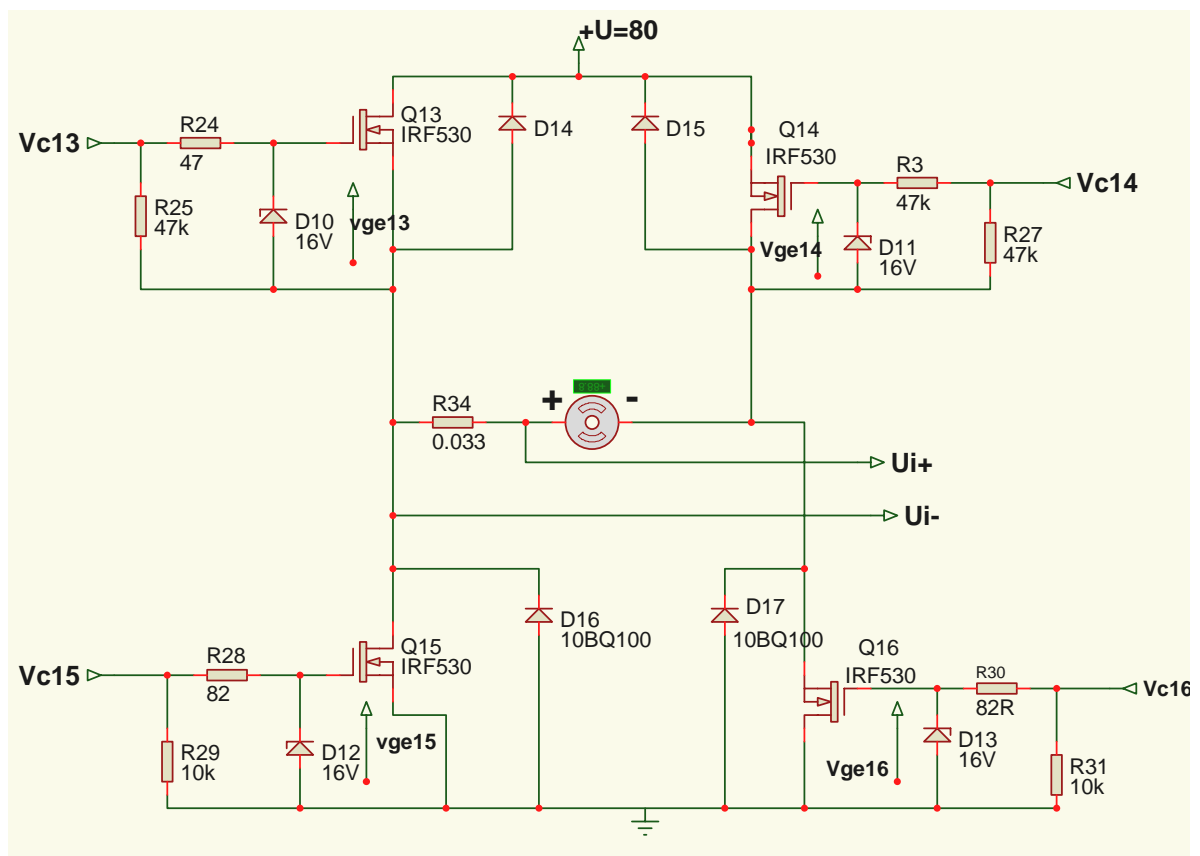 +U=80
Q13
IRF530
D14
D15
Q14
IRF530
Vc13
R24
47
R3
47k
Vc14
R25
47k
D10
16V
vge13
Vge14
D11
16V
R27
47k
R34
0.033
+
-
Ui+
Ui-
D16
10BQ100
D17
10BQ100
Q15
IRF530
Q16
IRF530
Vc15
R28
82
R30
82R
Vc16
R29
10k
D12
16V
vge15
Vge16
D13
16V
R31
10k